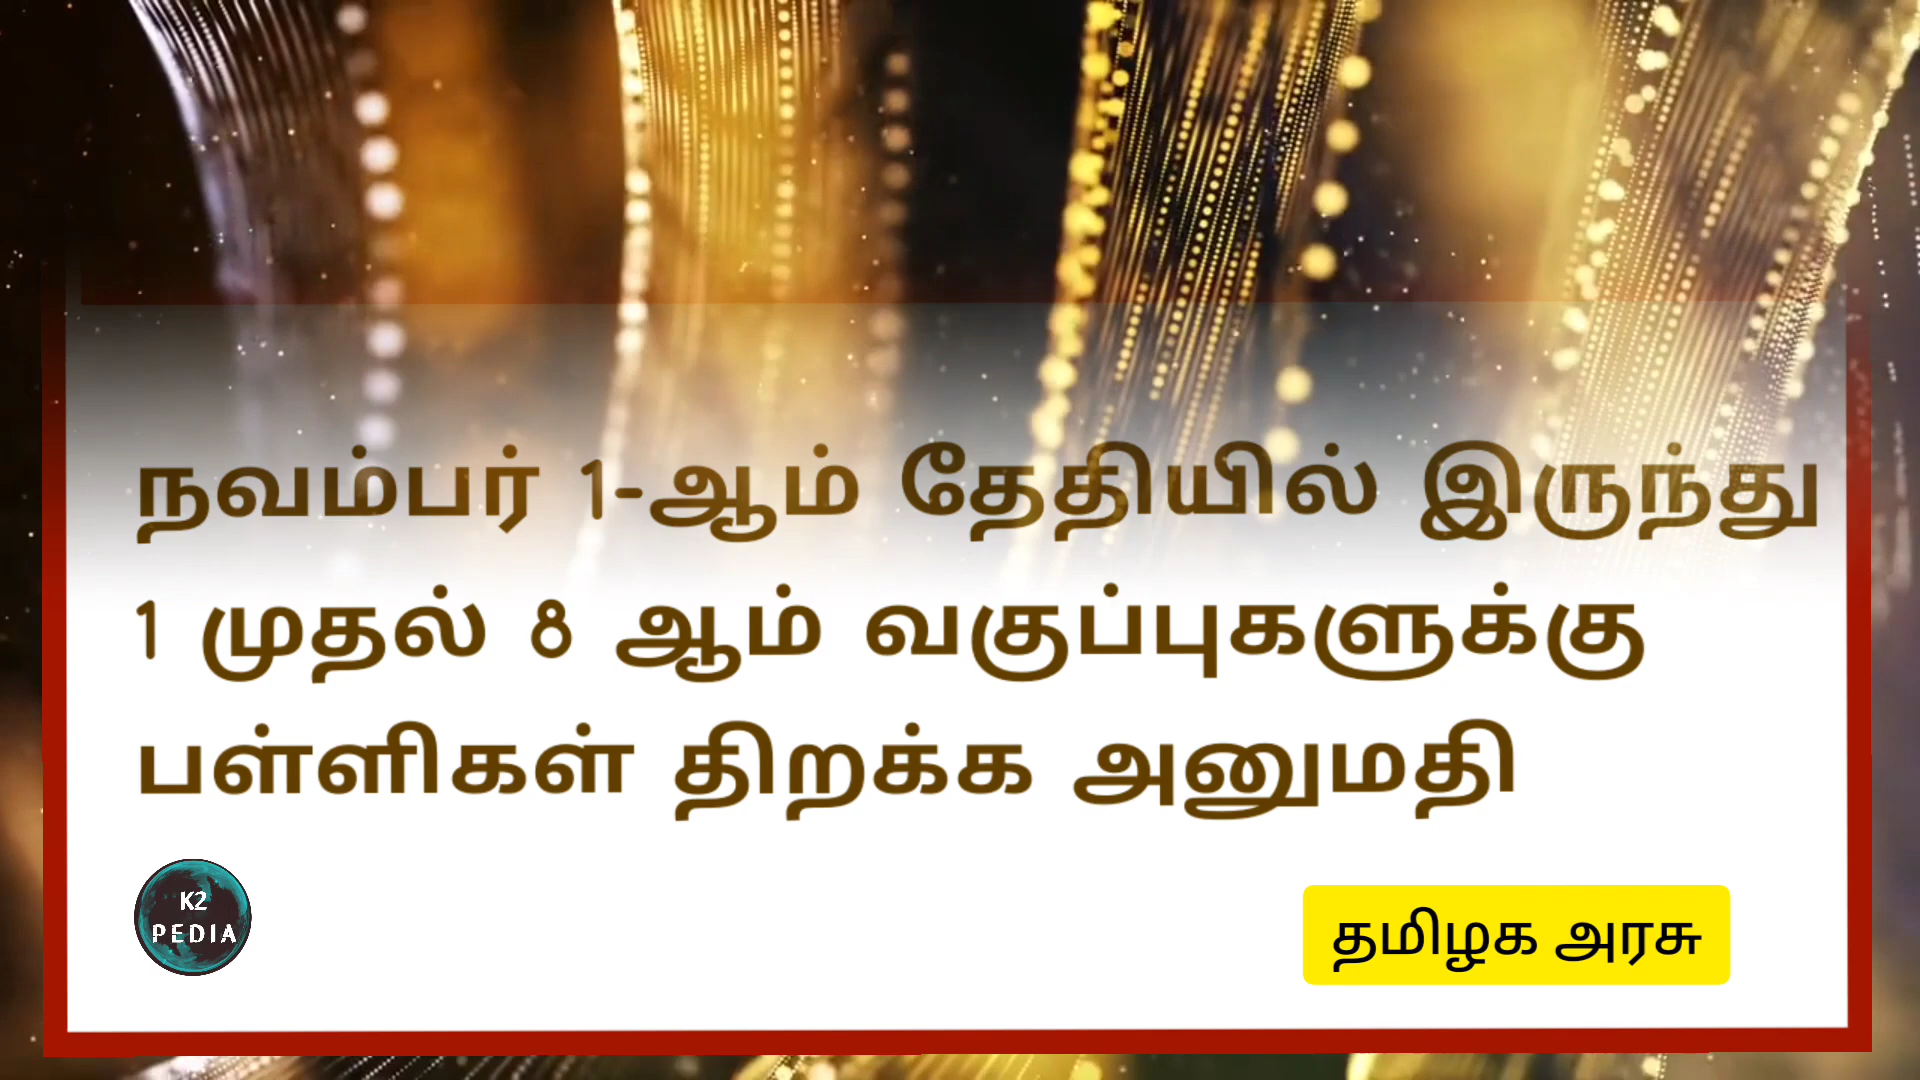 நவம்பர் 1-ஆம் தேதியில் இருந்து
1 முதல் 8 ஆம் வகுப்புகளுக்கு
பள்ளிகள் திறக்க அனுமதி
K2
PEDIA
தமிழக அரசு